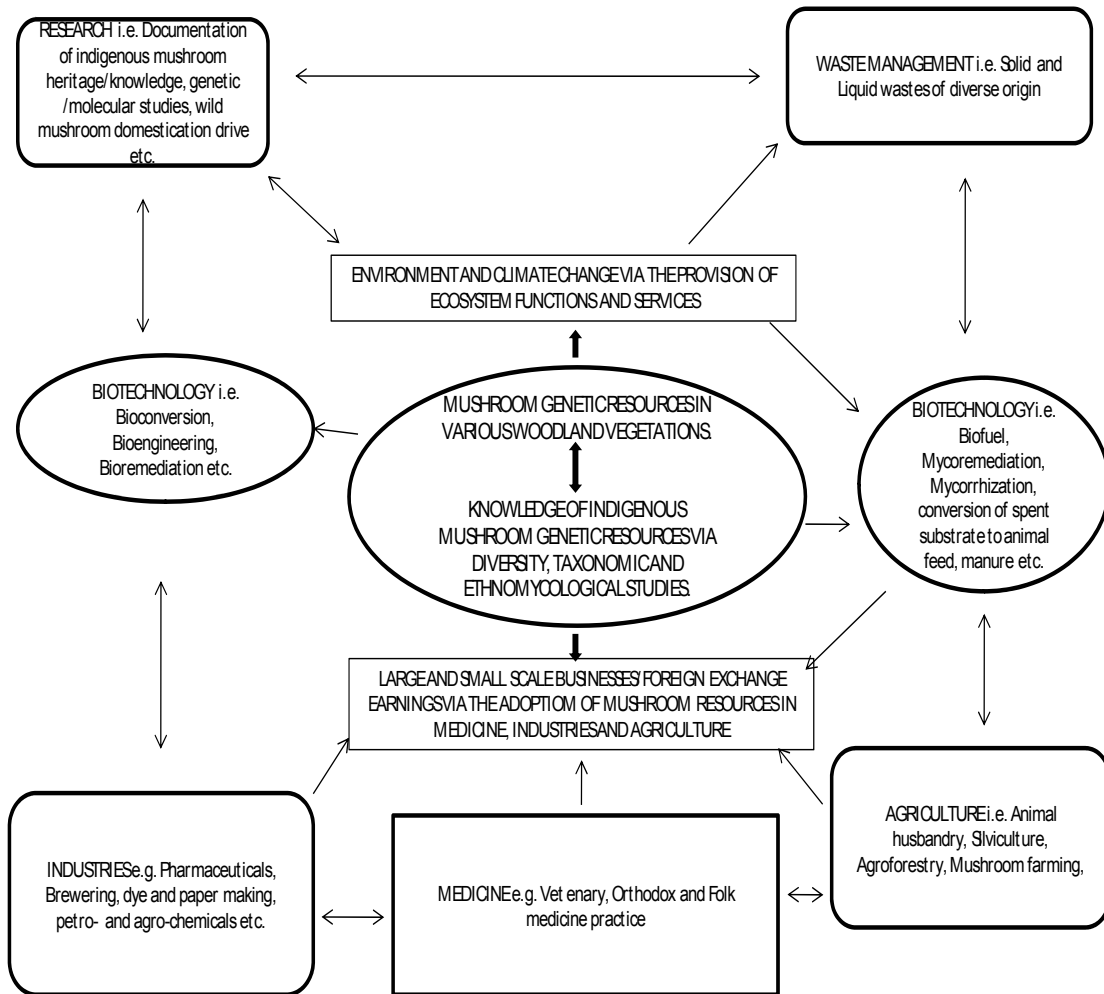 RESEARCH i.e. Documentation
of indigenous mushroom
heritage/knowledge, genetic
/molecular studies, wild
mushroom domestication drive
etc.
WASTE MANAGEMENT i.e. Solid and
Liquid wastes of diverse origin
ENVIRONMENT AND CLIMATE CHANGE VIA THE PROVISION OF
ECOSYSTEM FUNCTIONS AND SERVICES
BIOTECHNOLOGY i.e.
Bioconversion,
Bioengineering,
Bioremediation etc.
MUSHROOM GENETIC RESOURCES IN
VARIOUS WOODLAND VEGETATIONS.
KNOWLEDGE OF INDIGENOUS
MUSHROOM GENETIC RESOURCES VIA
DIVERSITY, TAXONOMIC AND
ETHNOMYCOLOGICAL STUDIES.
BIOTECHNOLOGY i.e.
Biofuel,
Mycoremediation,
Mycorrhization,
conversion of spent
substrate to animal
feed, manure etc.
LARGE AND SMALL SCALE BUSINESSES/ FOREIGN EXCHANGE
EARNINGS VIA THE ADOPTIOM OF MUSHROOM RESOURCES IN
MEDICINE, INDUSTRIES AND AGRICULTURE
INDUSTRIES e.g. Pharmaceuticals,
Brewering, dye and paper making,
petro- and agro-chemicals etc.
MEDICINE e.g. Vet enary, Orthodox and Folk
medicine practice
AGRICULTURE i.e. Animal
husbandry, Silviculture,
Agroforestry, Mushroom farming,